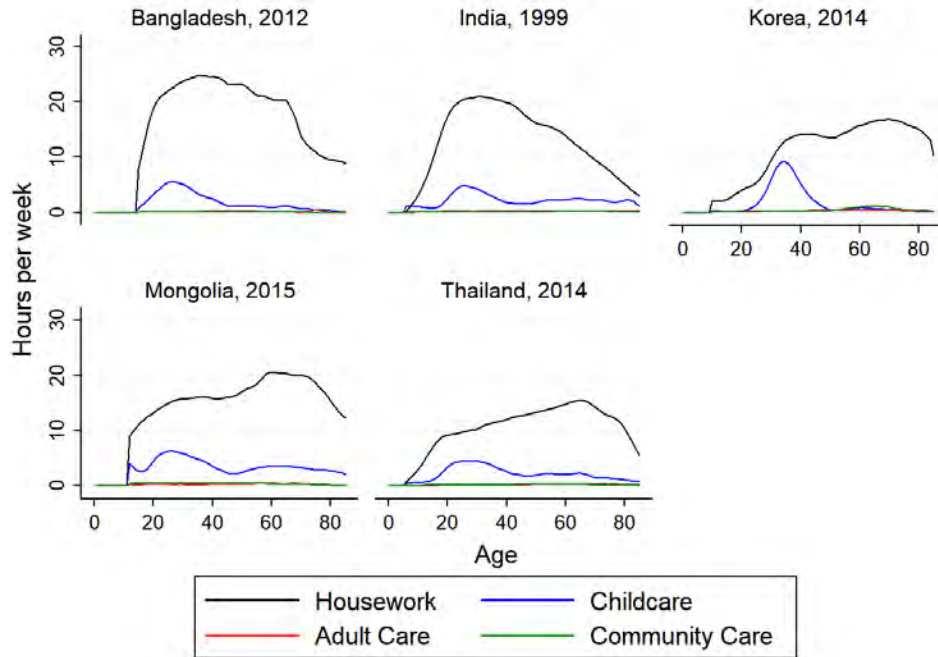 Bangladesh, 2012
India, 1999
Korea, 2014
Hours per week
0 10 20 30
0 20 40 60 80
Mongolia, 2015
Thailand, 2014
0 10 20 30
0 20 40 60 80
0 20 40 60 80
Age
Housework
Childcare
Adult Care
Community Care